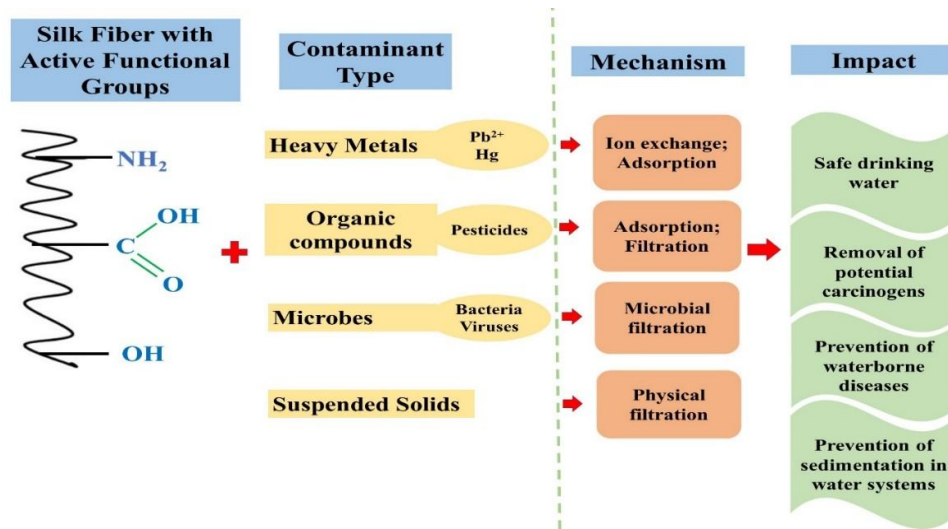 Silk Fiber with
Active Functional
Groups
Contaminant
Type
Mechanism
Impact
NH₂
OH
C
O
OH
Heavy Metals
Pb²⁺
Hg
Ion exchange;
Adsorption
Organic
compounds
Pesticides
Adsorption;
Filtration
Microbes
Bacteria
Viruses
Microbial
filtration
Suspended Solids
Physical
filtration
Safe drinking
water
Removal of
potential
carcinogens
Prevention of
waterborne
diseases
Prevention of
sedimentation in
water systems